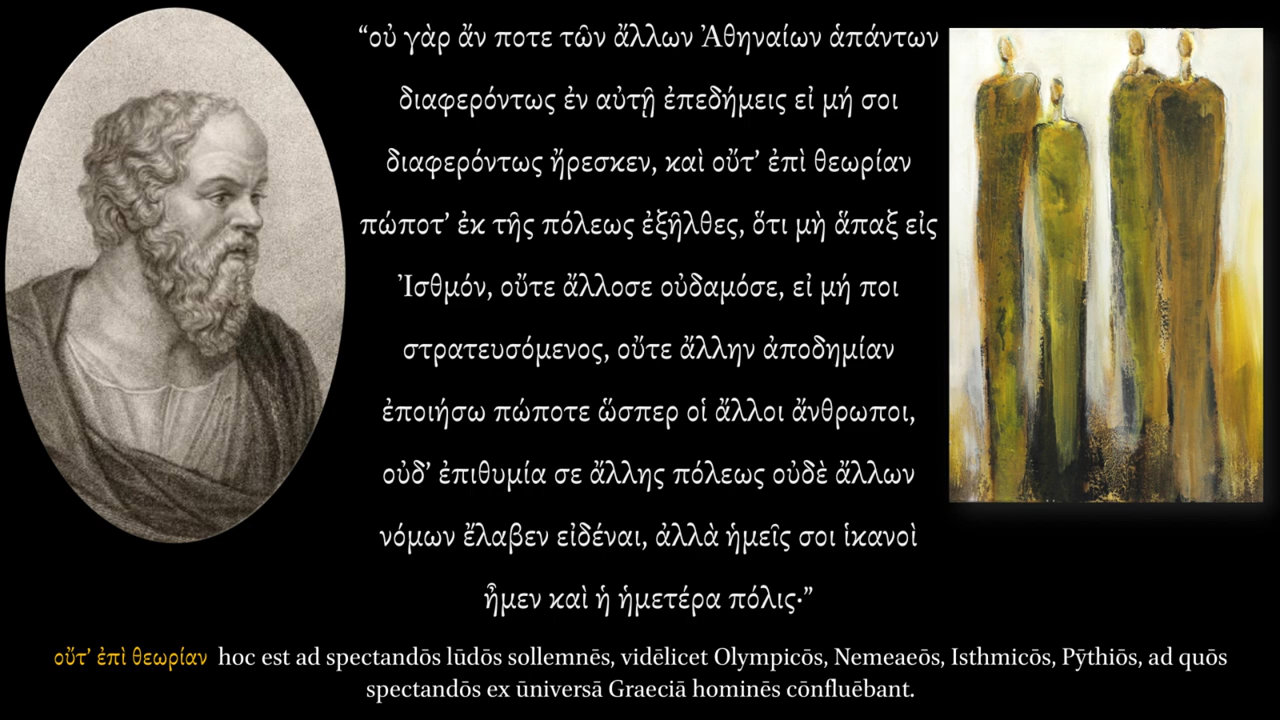 “οὐ γὰρ ἄν ποτε τῶν ἄλλων Ἀθηναίων ἁπάντων
διαφερόντως ἐν αὐτῇ ἐπεδήμεις εἰ μή σοι
διαφερόντως ἤρεσκεν, καὶ οὔτ’ ἐπὶ θεωρίαν
πώποτ’ ἐκ τῆς πόλεως ἐξῆλθες, ὅτι μὴ ἅπαξ εἰς
Ἰσθμόν, οὔτε ἄλλοσε οὐδαμόσε, εἰ μή ποι
στρατευσόμενος, οὔτε ἄλλην ἀποδημίαν
ἐποιήσω πώποτε ὥσπερ οἱ ἄλλοι ἄνθρωποι,
οὐδ’ ἐπιθυμία σε ἄλλης πόλεως οὐδὲ ἄλλων
νόμων ἔλαβεν εἰδέναι, ἀλλὰ ἡμεῖς σοι ἱκανοὶ
ἦμεν καὶ ἡ ἡμετέρα πόλις·”
οὔτ’ ἐπὶ θεωρίαν hoc est ad spectandōs lūdōs sollemnēs, vidēlicet Olympicōs, Nemeaeōs, Isthmicōs, Pȳthiōs, ad quōs
spectandōs ex ūniversā Graeciā hominēs cōnfluēbant.